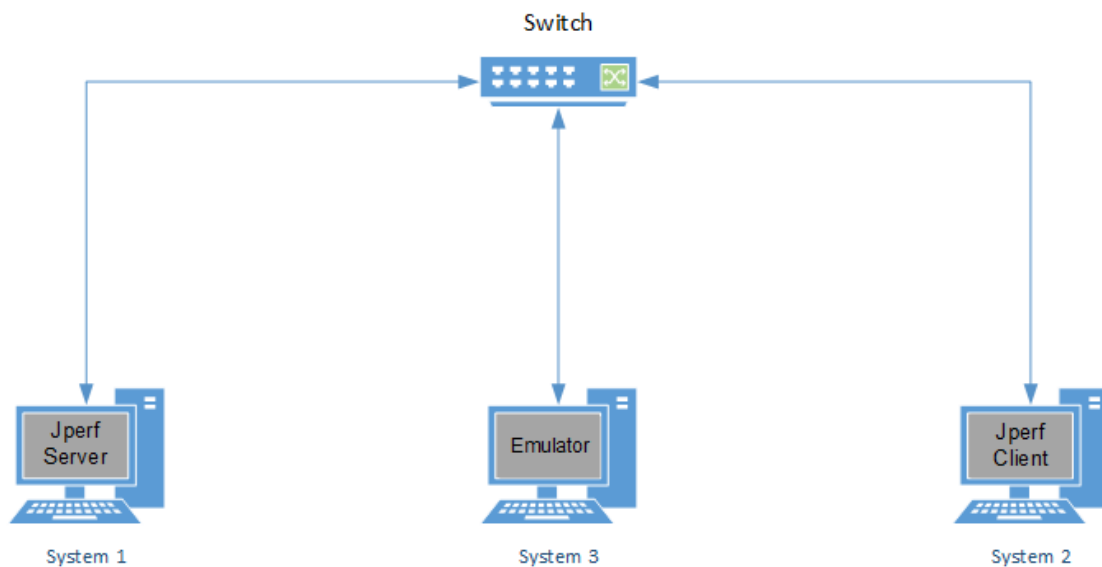 Switch
Jperf
Server
Emulator
Jperf
Client
System 1
System 3
System 2